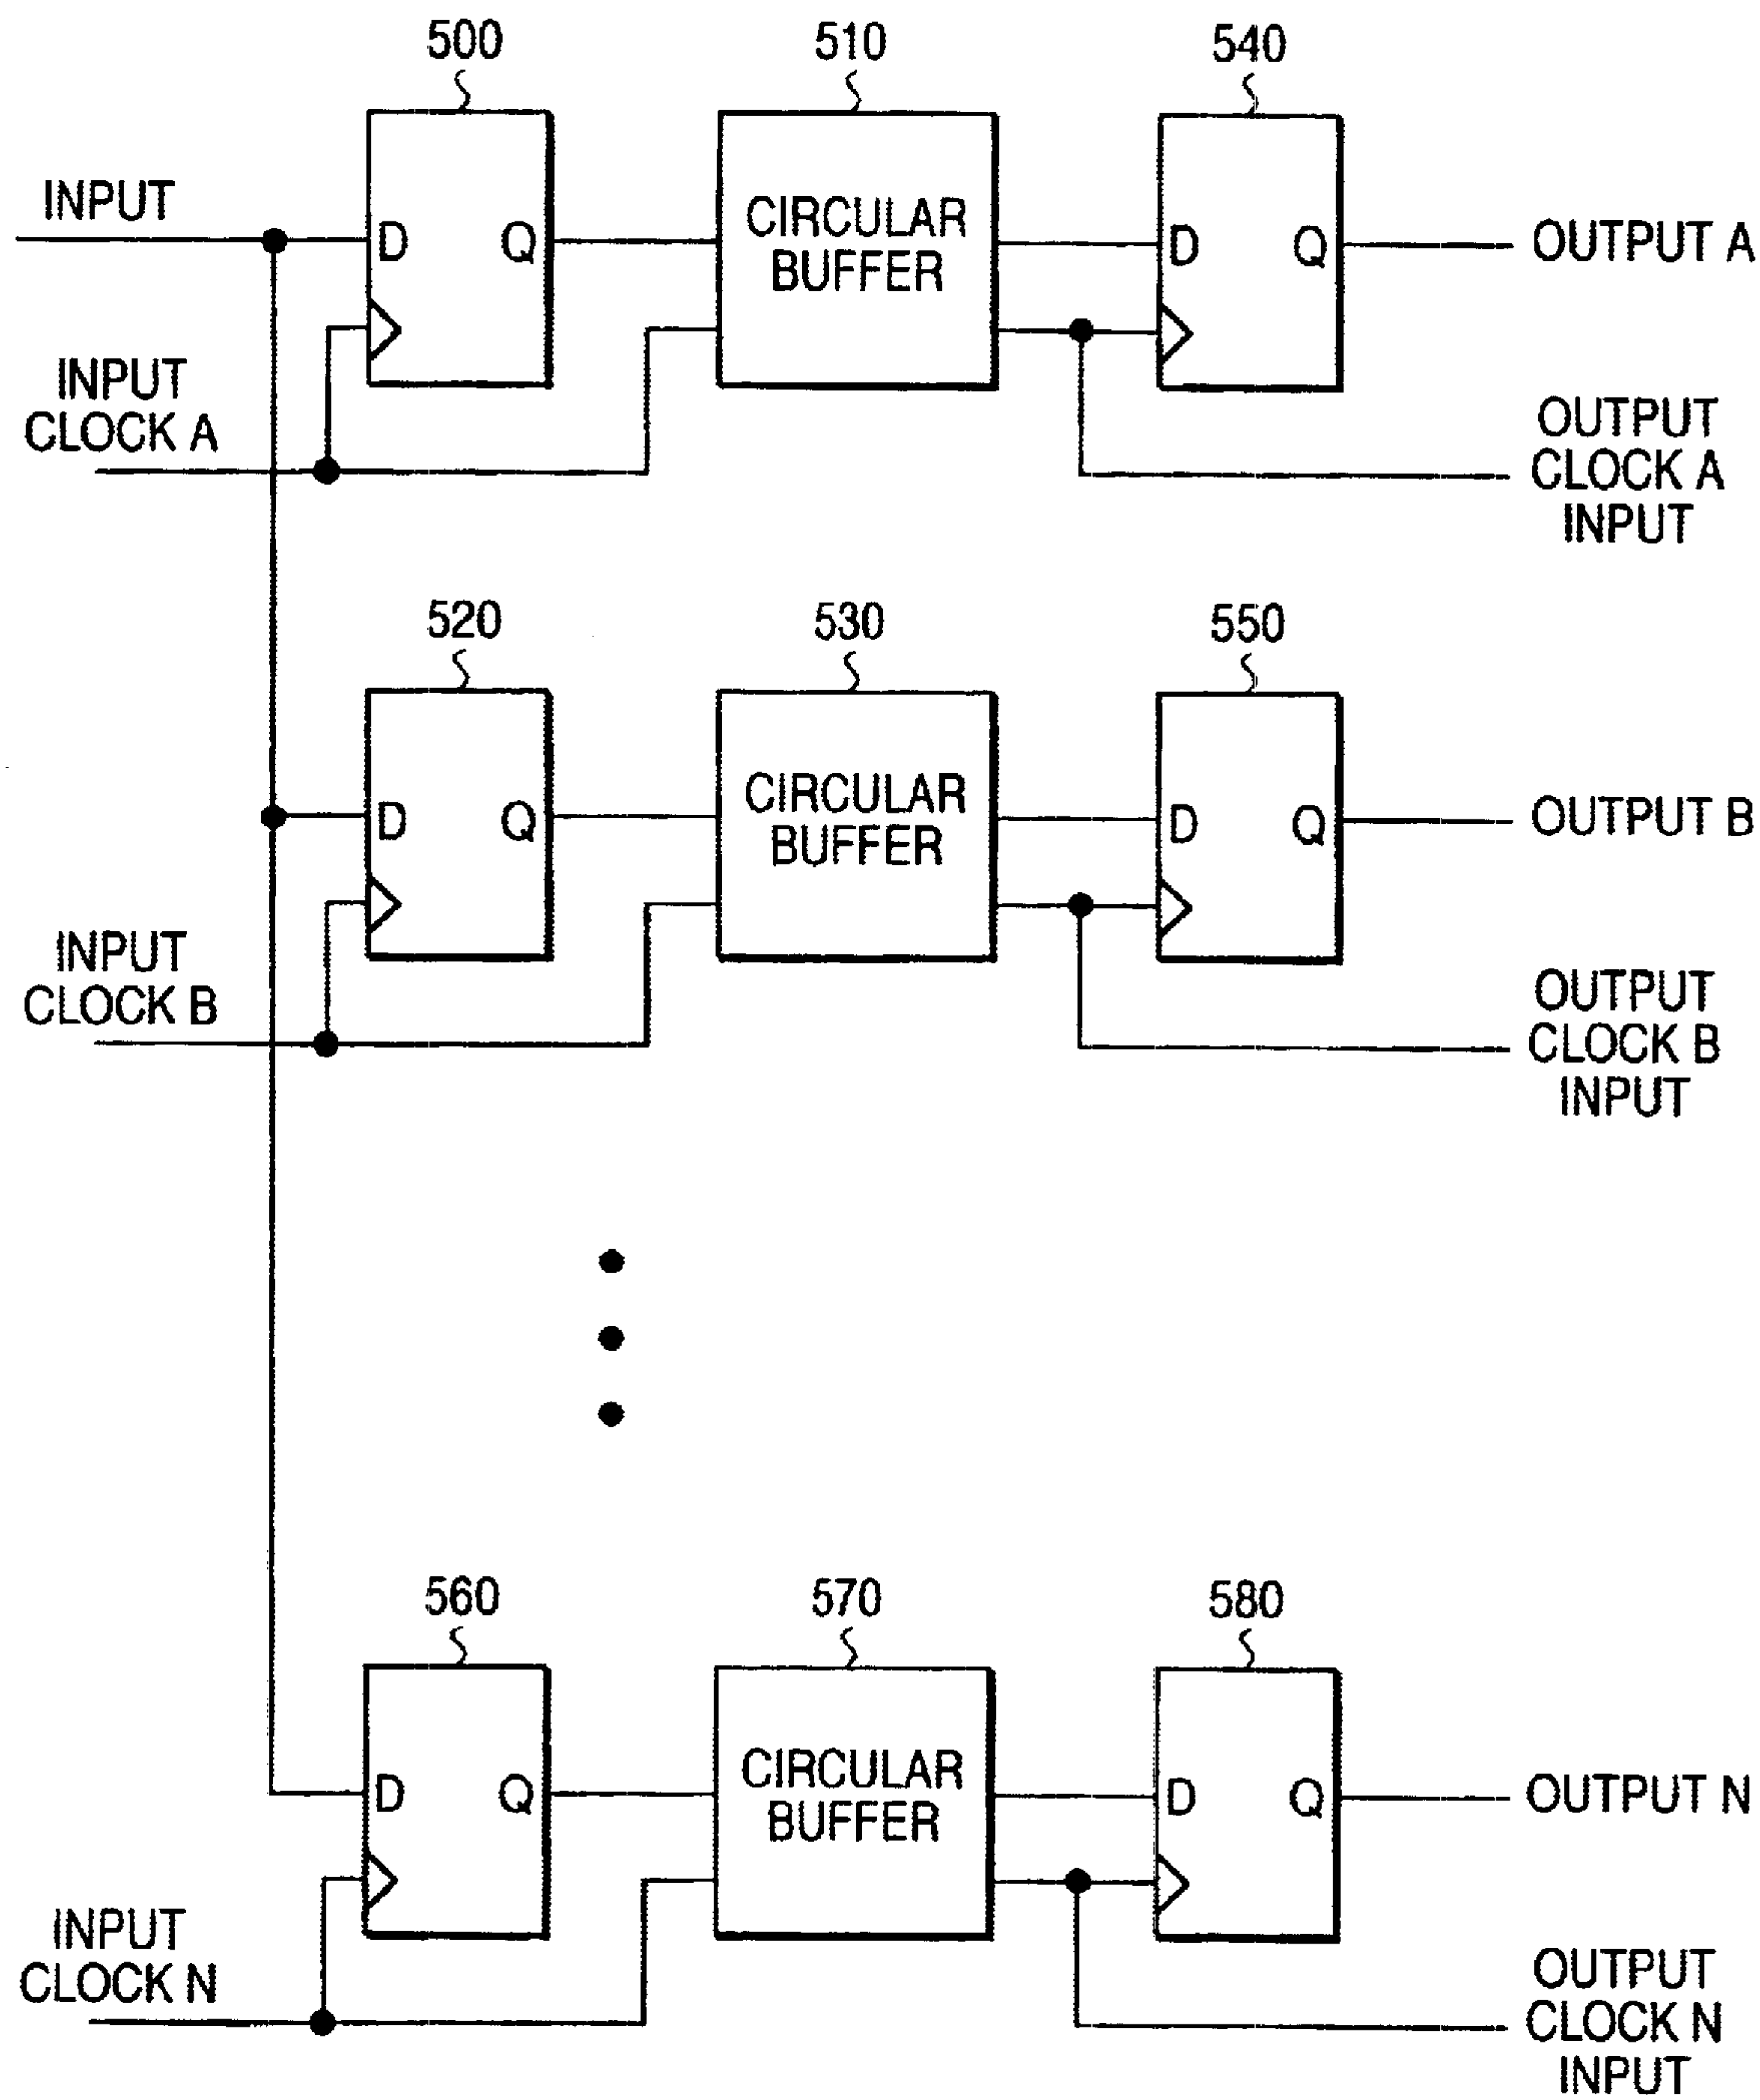 500
510
540
INPUT
D
Q
CIRCULAR
BUFFER
D
Q
OUTPUT A
INPUT
CLOCK A
OUTPUT
CLOCK A
INPUT
520
530
550
D
Q
CIRCULAR
BUFFER
D
Q
OUTPUT B
INPUT
CLOCK B
OUTPUT
CLOCK B
INPUT
560
570
580
D
Q
CIRCULAR
BUFFER
D
Q
OUTPUT N
INPUT
CLOCK N
OUTPUT
CLOCK N
INPUT